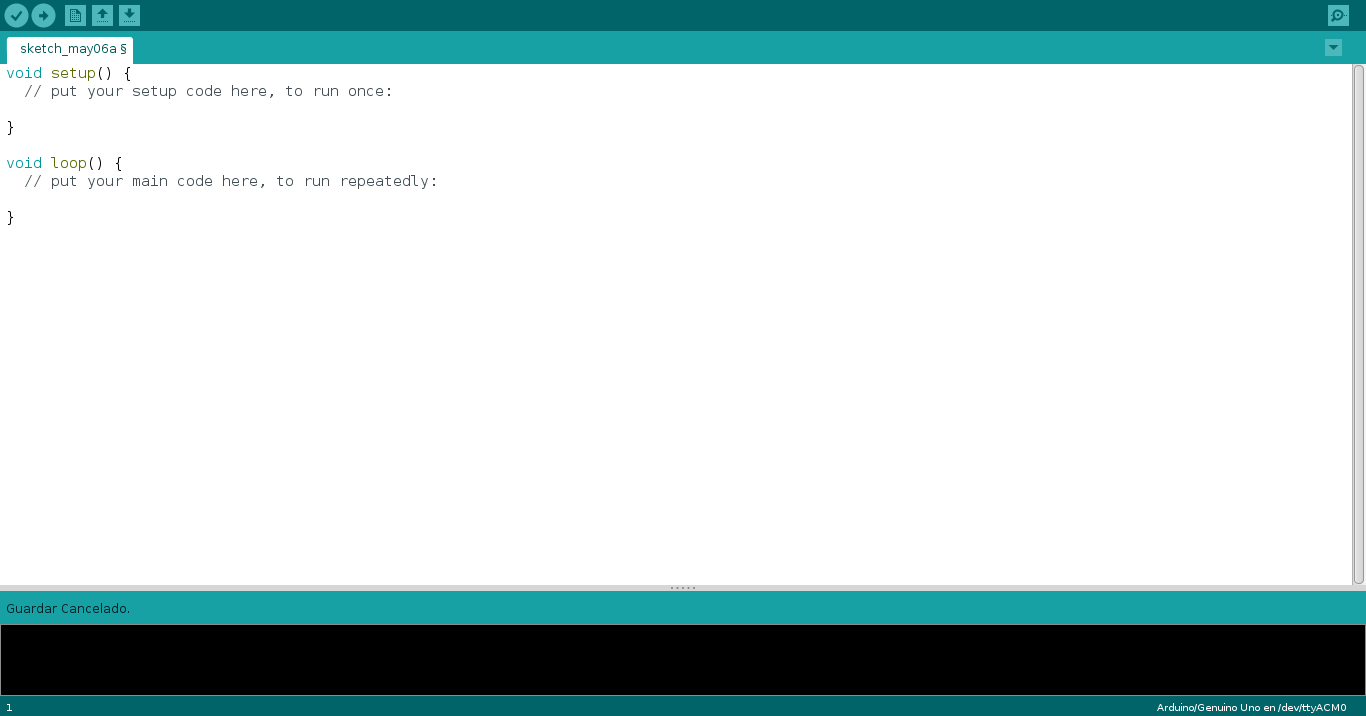 sketch_may06a §
void setup() {
  // put your setup code here, to run once:
}
void loop() {
  // put your main code here, to run repeatedly:
}
Guardar Cancelado.
1
Arduino/Genuino Uno en /dev/ttyACM0